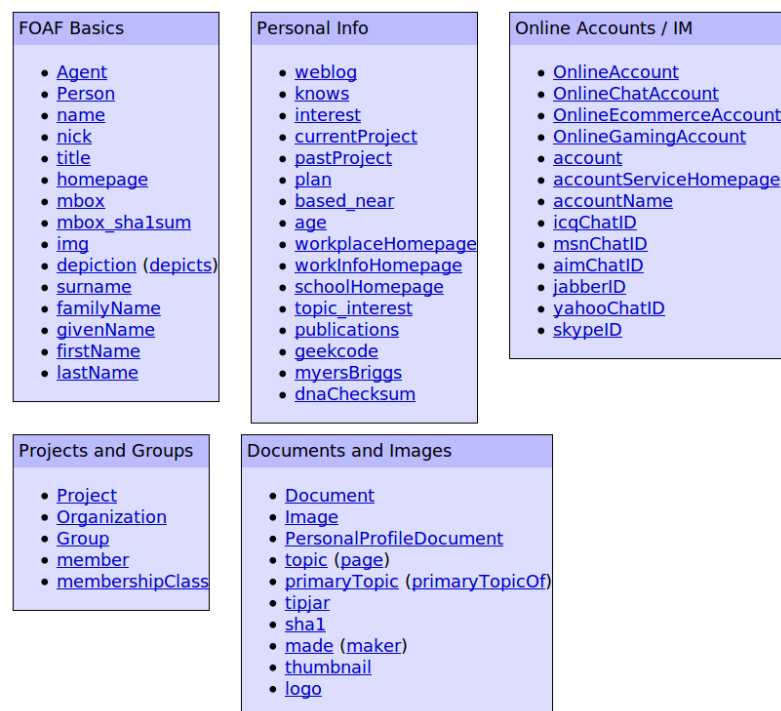 FOAF Basics
Agent
Person
name
nick
title
homepage
mbox
mbox_sha1sum
img
depiction (depicts)
surname
familyName
givenName
firstName
lastName
Personal Info
weblog
knows
interest
currentProject
pastProject
plan
based_near
age
workplaceHomepage
workInfoHomepage
schoolHomepage
topic_interest
publications
geekcode
myersBriggs
dnaChecksum
Online Accounts / IM
OnlineAccount
OnlineChatAccount
OnlineEcommerceAccount
OnlineGamingAccount
account
accountServiceHomepage
accountName
icqChatID
msnChatID
aimChatID
jabberID
yahooChatID
skypeID
Projects and Groups
Project
Organization
Group
member
membershipClass
Documents and Images
Document
Image
PersonalProfileDocument
topic (page)
primaryTopic (primaryTopicOf)
tipjar
sha1
made (maker)
thumbnail
logo